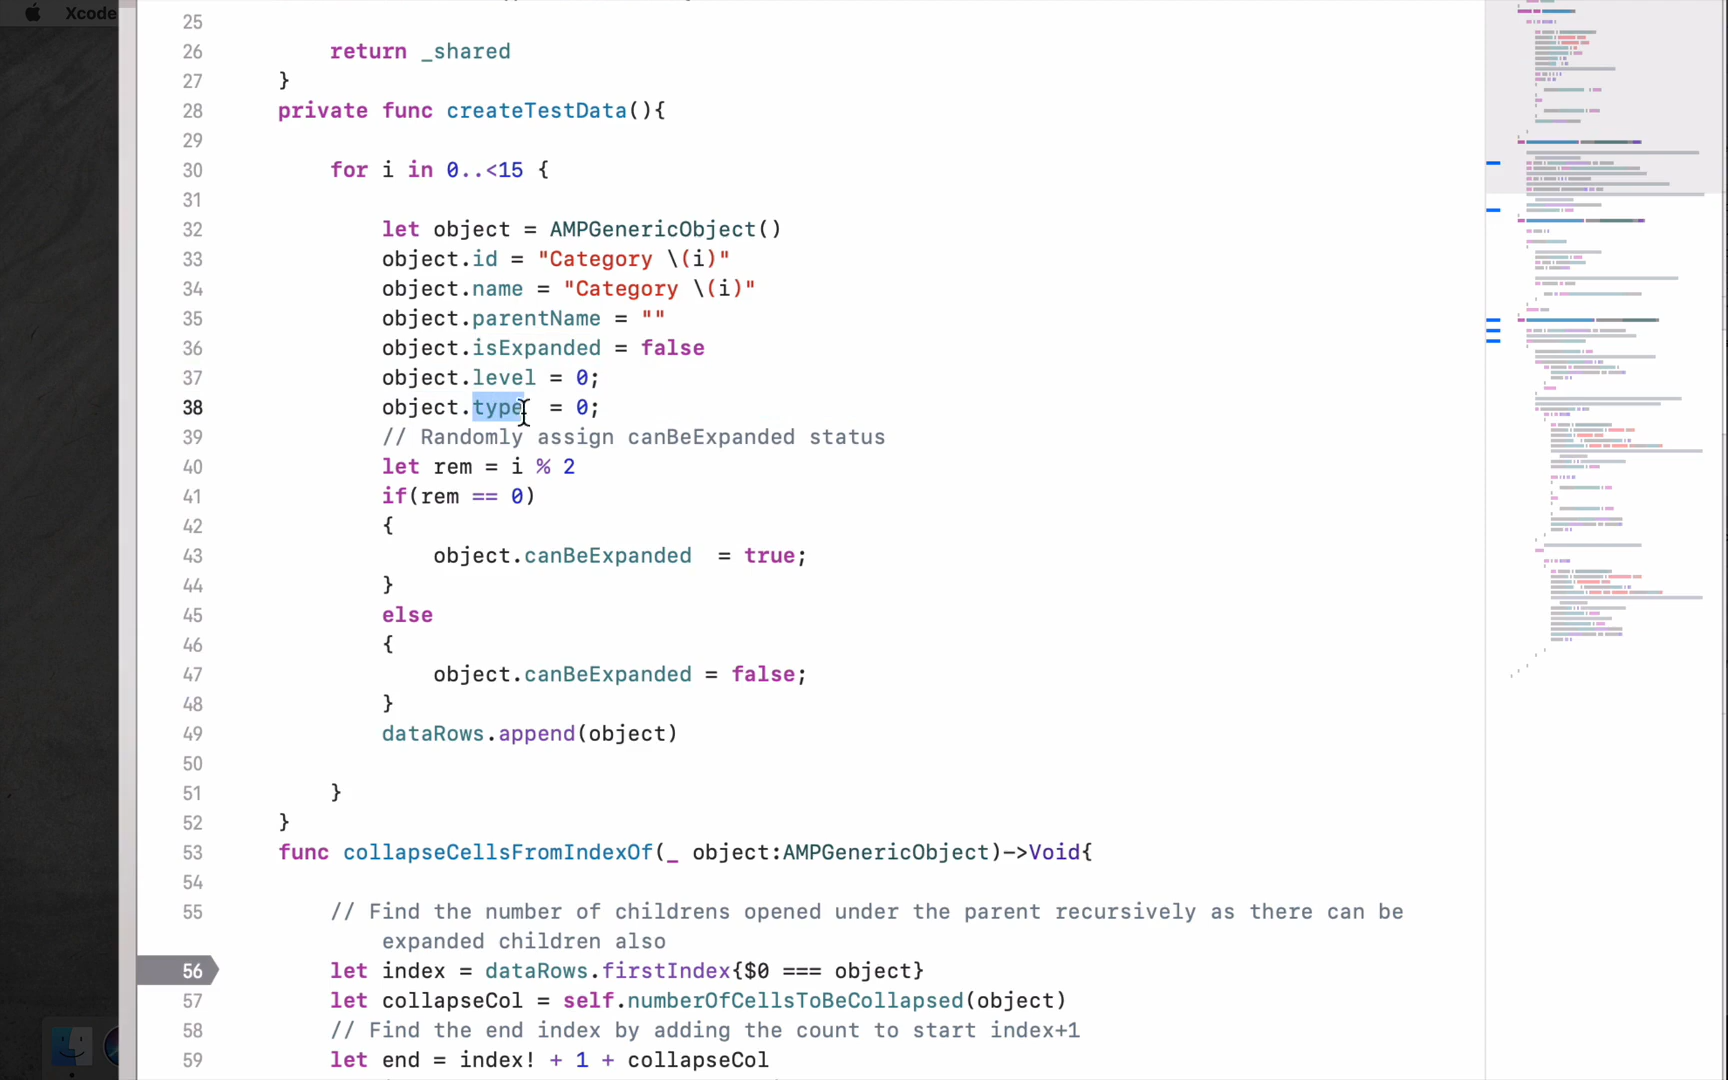 Xcode
25
26 return _shared
27 }
28 private func createTestData(){
29
30 for i in 0..<15 {
31
32 let object = AMPGenericObject()
33 object.id = "Category \(i)"
34 object.name = "Category \(i)"
35 object.parentName = ""
36 object.isExpanded = false
37 object.level = 0;
38 object.type  = 0;
39 // Randomly assign canBeExpanded status
40 let rem = i % 2
41 if(rem == 0)
42 {
43 object.canBeExpanded  = true;
44 }
45 else
46 {
47 object.canBeExpanded = false;
48 }
49 dataRows.append(object)
50
51 }
52 }
53 func collapseCellsFromIndexOf(_ object:AMPGenericObject)->Void{
54
55 // Find the number of childrens opened under the parent recursively as there can be
expanded children also
56 let index = dataRows.firstIndex{$0 === object}
57 let collapseCol = self.numberOfCellsToBeCollapsed(object)
58 // Find the end index by adding the count to start index+1
59 let end = index! + 1 + collapseCol